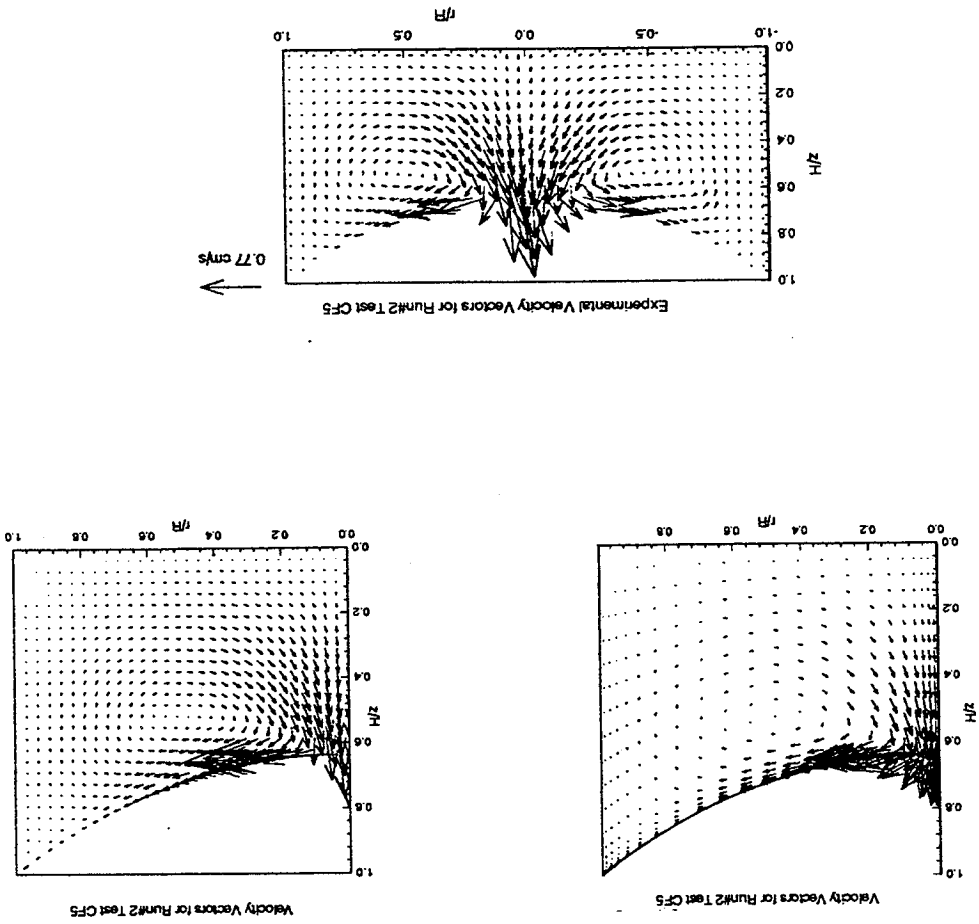 Velocity Vectors for Run#2 Test CF5
1.0
0.8
0.6
z/H
0.4
0.2
0.0
0.0 0.2 0.4 0.6 0.8
r/H
Velocity Vectors for Run#2 Test CF5
1.0
0.8
0.6
z/H
0.4
0.2
0.0
0.0 0.2 0.4 0.6 0.8 1.0
r/H
Experimental Velocity Vectors for Run#2 Test CF5
0.77 cm/s
1.0
0.8
0.6
z/H
0.4
0.2
0.0
-1.0 -0.5 0.0 0.5 1.0
r/H